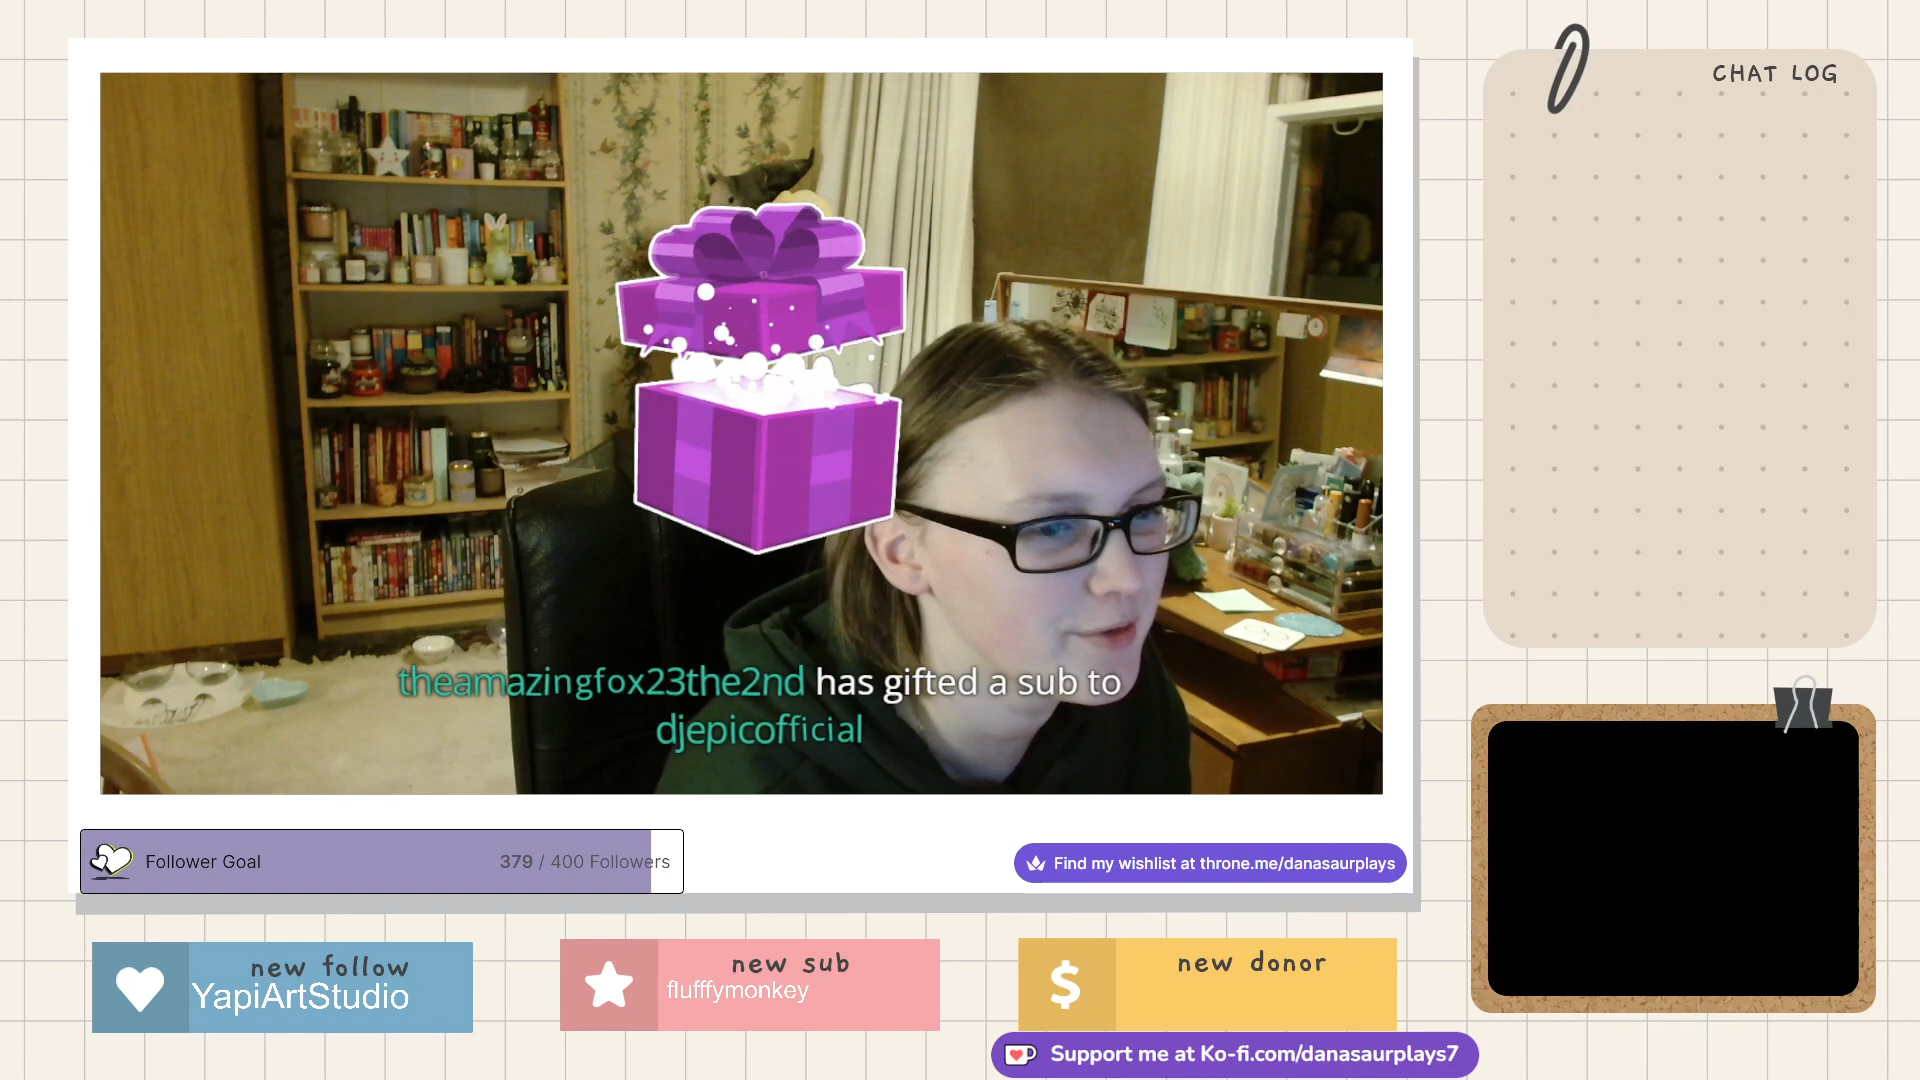 CHAT LOG
theamazingfox23the2nd has gifted a sub to
djepicofficial
Follower Goal
379 / 400 Followers
Find my wishlist at throne.me/danasaurplays
new follow
YapiArtStudio
new sub
flufffymonkey
new donor
Support me at Ko-fi.com/danasaurplays7